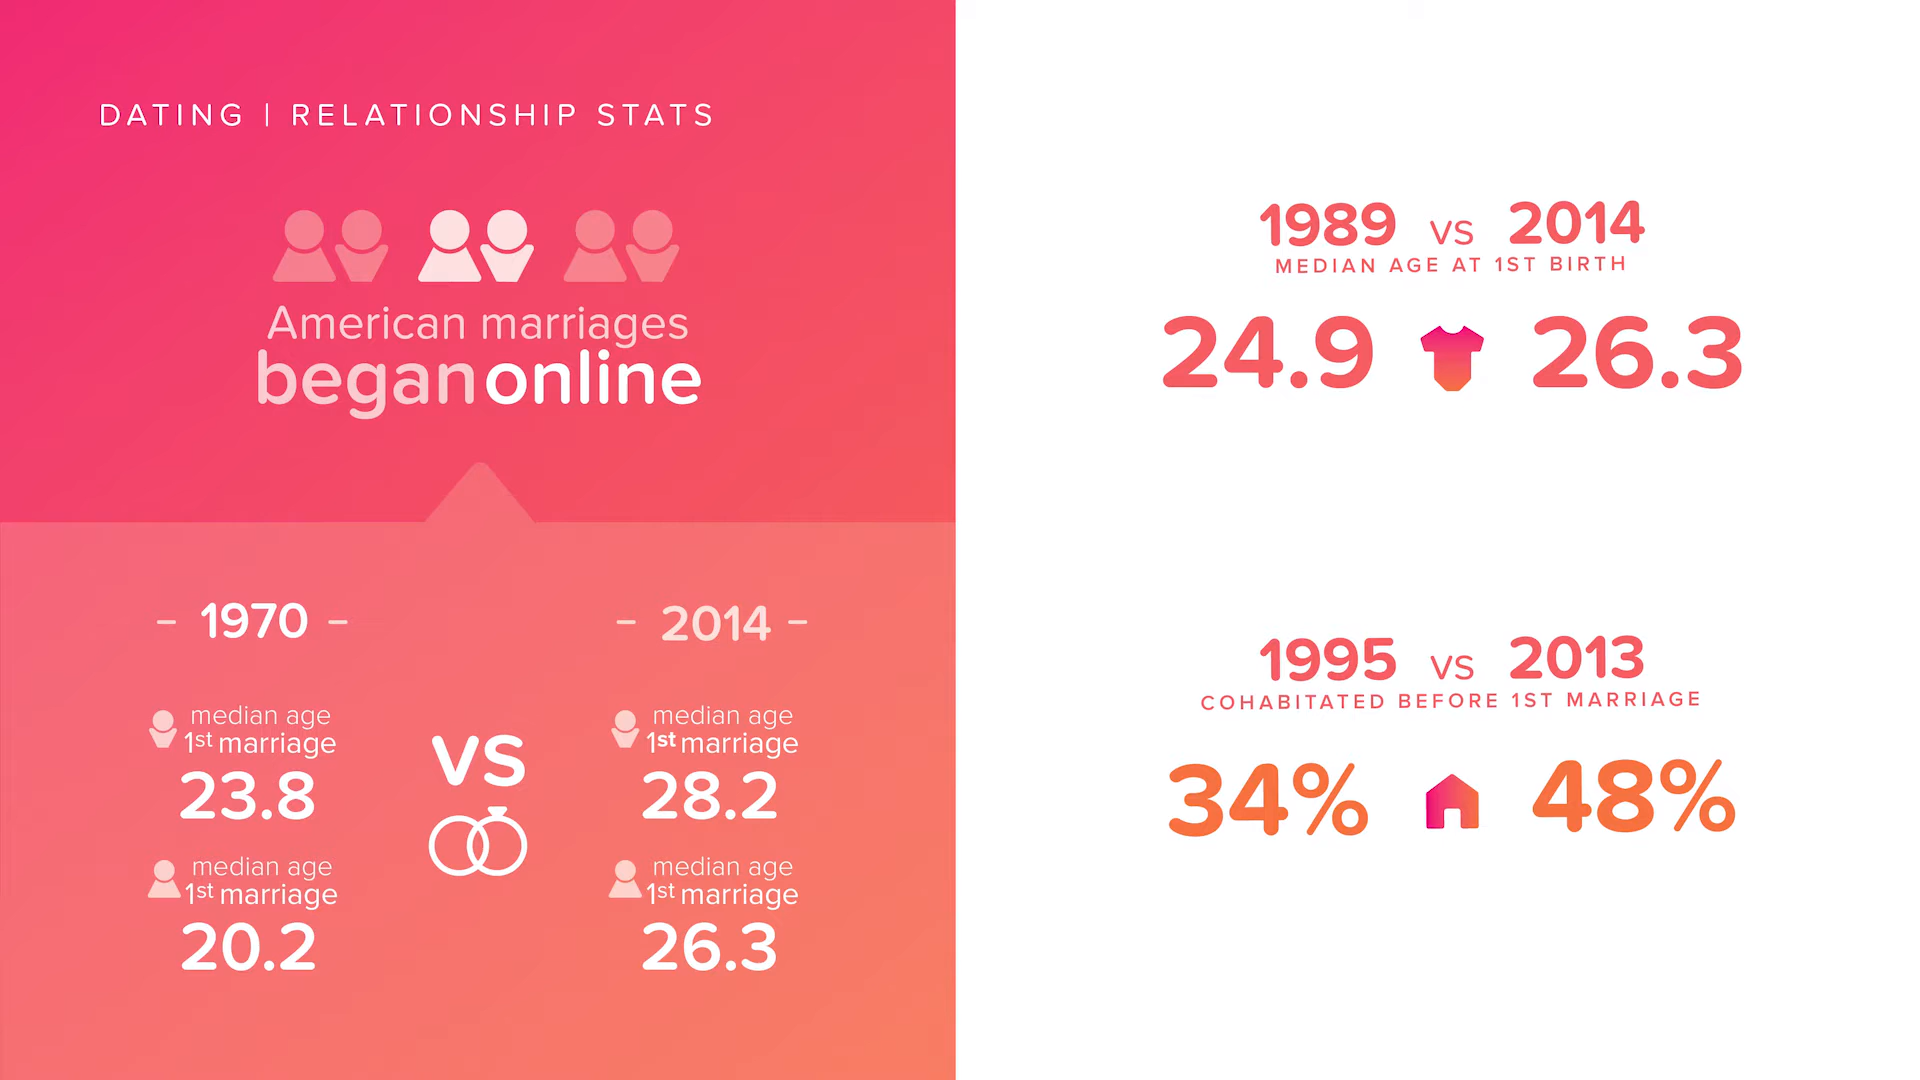 DATING | RELATIONSHIP STATS
American marriages
began online
- 1970 -
median age
1st marriage
23.8
median age
1st marriage
20.2
VS
- 2014 -
median age
1st marriage
28.2
median age
1st marriage
26.3
1989 VS 2014
MEDIAN AGE AT 1ST BIRTH
24.9 26.3
1995 VS 2013
COHABITATED BEFORE 1ST MARRIAGE
34% 48%